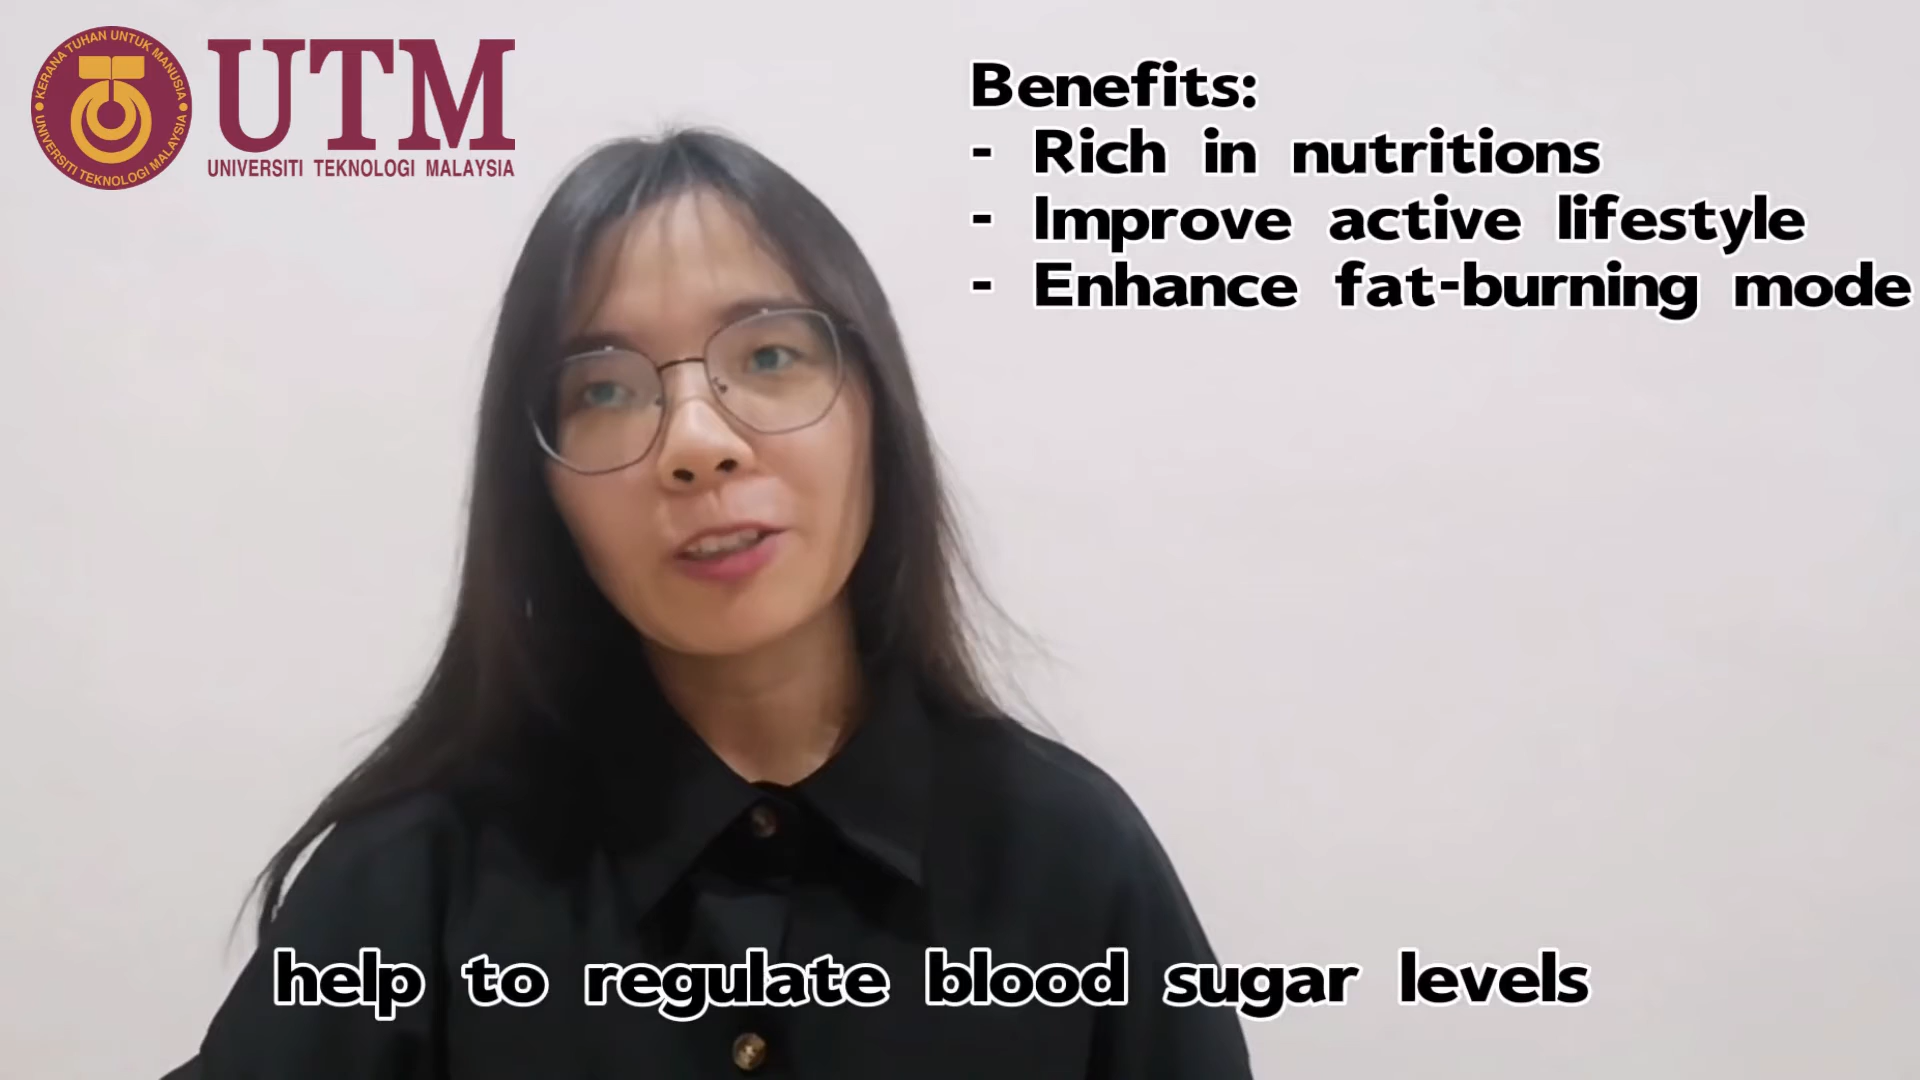 KERANA TUHAN UNTUK MANUSIA
UNIVERSITI TEKNOLOGI MALAYSIA
UTM
UNIVERSITI TEKNOLOGI MALAYSIA
Benefits:
- Rich in nutritions
- Improve active lifestyle
- Enhance fat-burning mode
help to regulate blood sugar levels